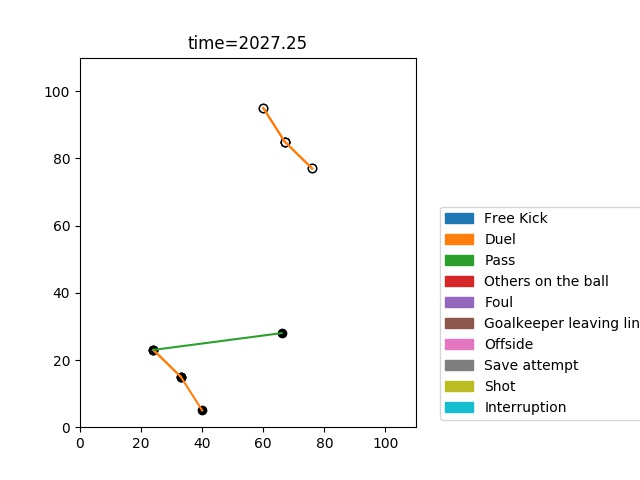 time=2027.25
100
80
60
40
20
0
0 20 40 60 80 100
Free Kick
Duel
Pass
Others on the ball
Foul
Goalkeeper leaving lin
Offside
Save attempt
Shot
Interruption